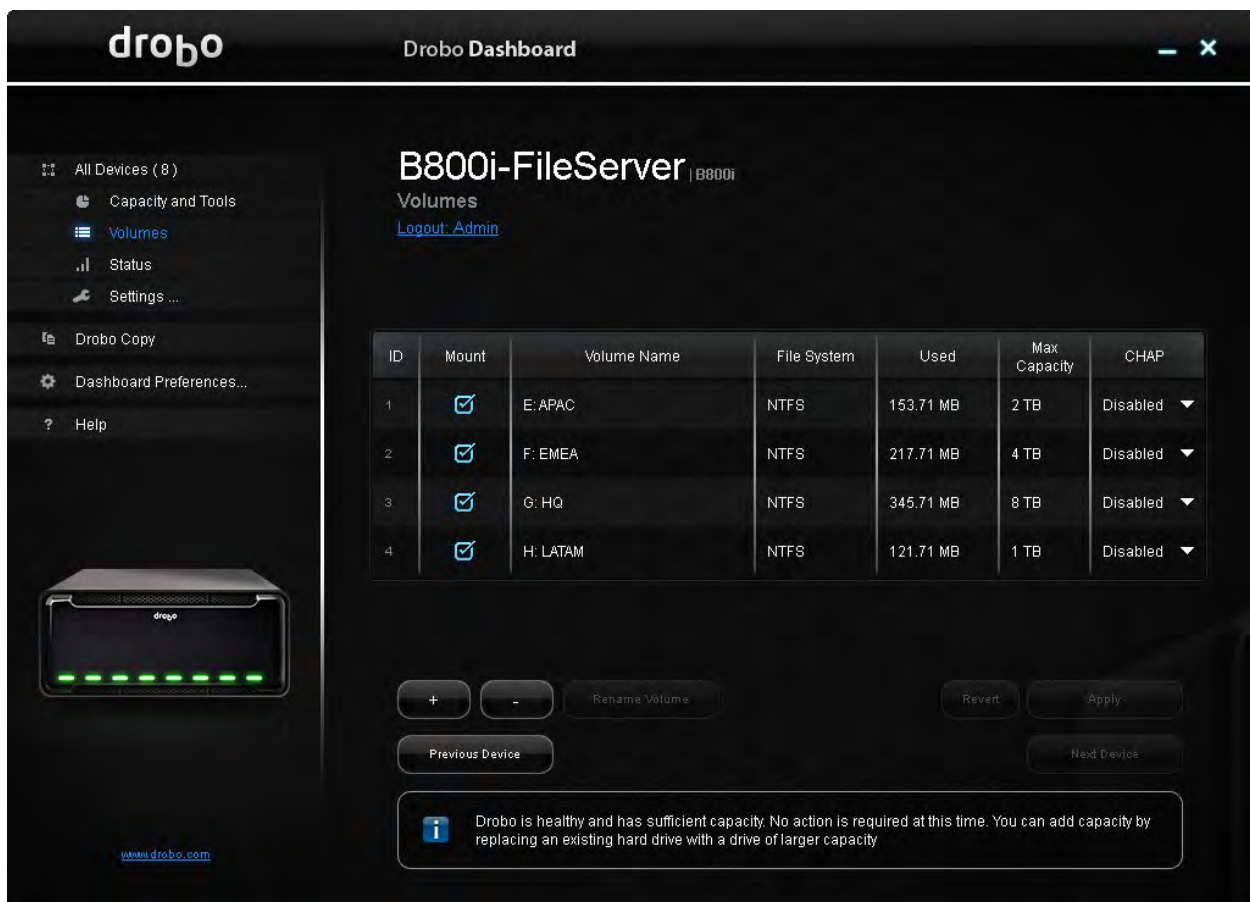 drobo
Drobo Dashboard
All Devices ( 8 )
Capacity and Tools
Volumes
Status
Settings ...
Drobo Copy
Dashboard Preferences...
? Help
drobo
www.drobo.com
B800i-FileServer | B800i
Volumes
Logout: Admin
ID Mount Volume Name File System Used Max Capacity CHAP
1 E: APAC NTFS 153.71 MB 2 TB Disabled
2 F: EMEA NTFS 217.71 MB 4 TB Disabled
3 G: HQ NTFS 345.71 MB 8 TB Disabled
4 H: LATAM NTFS 121.71 MB 1 TB Disabled
+ - Rename Volume Revert Apply
Previous Device Next Device
i
Drobo is healthy and has sufficient capacity. No action is required at this time. You can add capacity by
replacing an existing hard drive with a drive of larger capacity